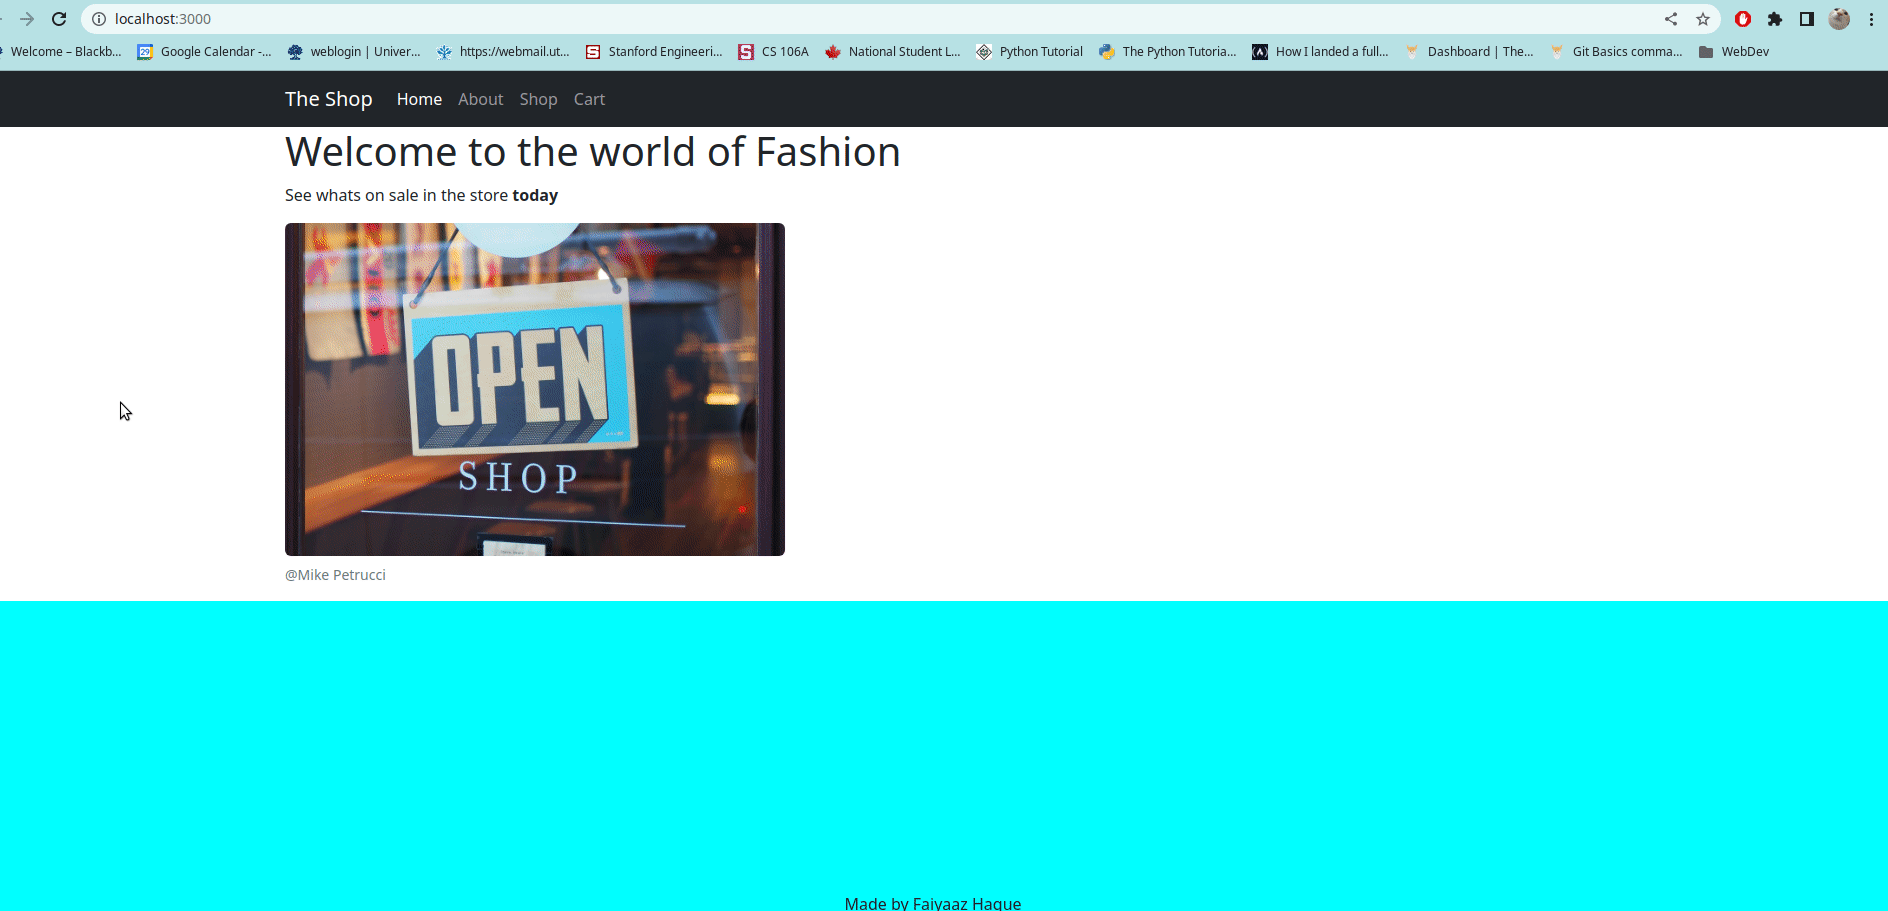 localhost:3000
Welcome – Blackb... Google Calendar -... weblogin | Univer... https://webmail.ut... Stanford Engineeri... CS 106A National Student L... Python Tutorial The Python Tutoria... How I landed a full... Dashboard | The... Git Basics comma... WebDev
The Shop Home About Shop Cart
Welcome to the world of Fashion
See whats on sale in the store today
OPEN
SHOP
@Mike Petrucci
Made by Faiyaaz Haque